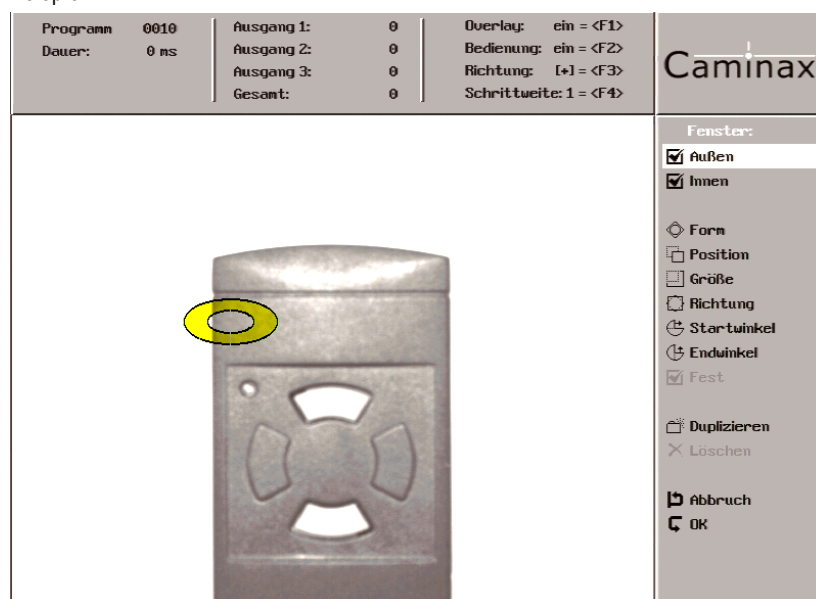 Programm 0010
Dauer: 0 ms
Ausgang 1: 0
Ausgang 2: 0
Ausgang 3: 0
Gesamt: 0
Overlay: ein = <F1>
Bedienung: ein = <F2>
Richtung: [+] = <F3>
Schrittweite: 1 = <F4>
Caminax
Fenster:
Außen
Innen
Form
Position
Größe
Richtung
Startwinkel
Endwinkel
Fest
Duplizieren
Löschen
Abbruch
OK